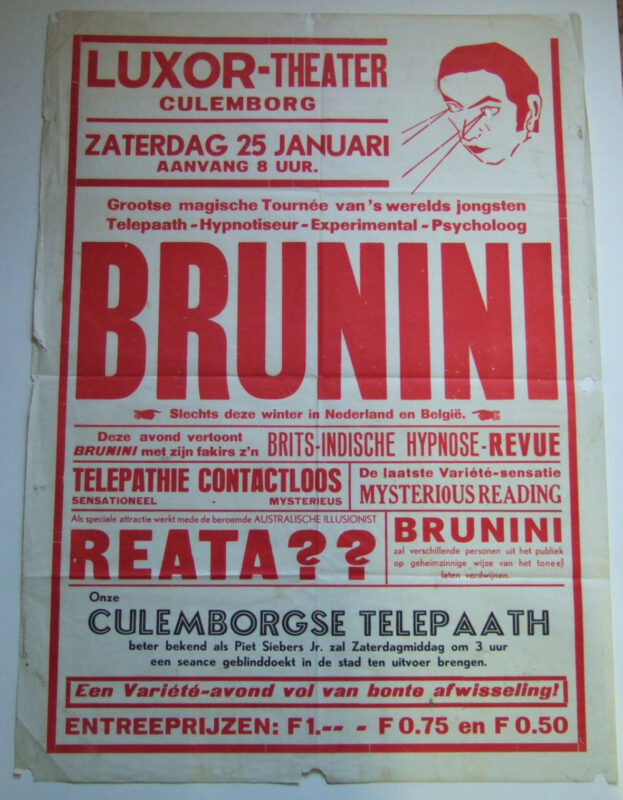 LUXOR-THEATER
CULEMBORG
ZATERDAG 25 JANUARI
AANVANG 8 UUR.
Grootse magische Tournée van's werelds jongsten
Telepaath - Hypnotiseur - Experimental - Psycholoog
BRUNINI
Slechts deze winter in Nederland en België.
Deze avond vertoont
BRUNINI met zijn fakirs z'n
BRITS-INDISCHE HYPNOSE-REVUE
TELEPATHIE CONTACTLOOS
SENSATIONEEL MYSTERIEUS
De laatste Variété-sensatie
MYSTERIOUS READING
Als speciale attractie werkt mede de beroemde AUSTRALISCHE ILLUSIONIST
REATA??
BRUNINI
zal verschillende personen uit het publiek
op geheimzinnige wijze van het toneel
laten verdwijnen.
Onze
CULEMBORGSE TELEPAATH
beter bekend als Piet Siebers Jr. zal Zaterdagmiddag om 3 uur
een seance geblinddoekt in de stad ten uitvoer brengen.
Een Variété-avond vol van bonte afwisseling!
ENTREEPRIJZEN: F 1.-- - F 0.75 en F 0.50